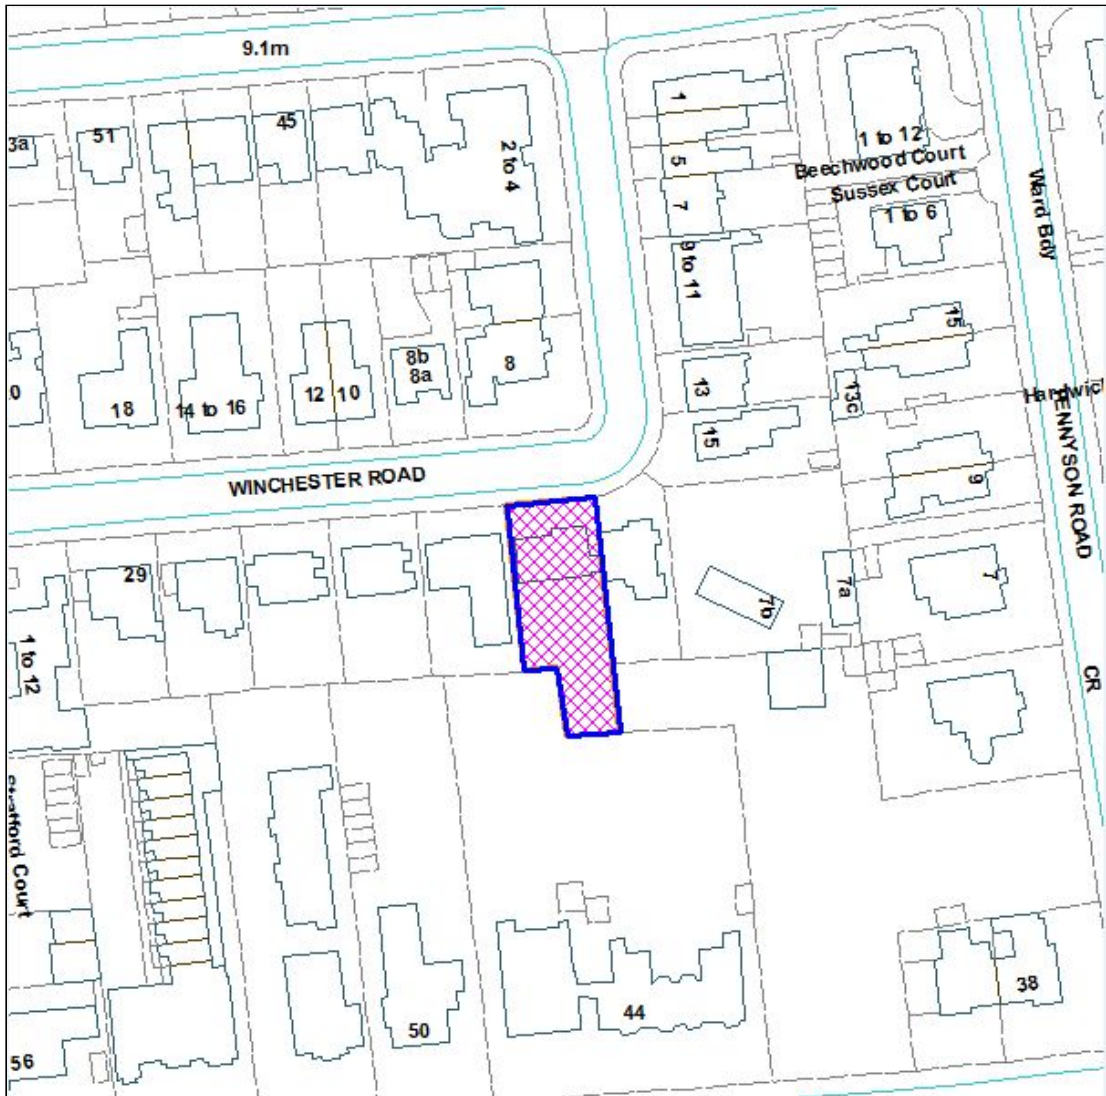 9.1m
3a
51
45
2 to 4
1
5
7
9 to 11
13
15
1 to 12
Beechwood Court
Sussex Court
1 to 6
Ward Bdy
15
13c
9
TENNYSON ROAD
18
14 to 16
12
10
8b
8a
8
WINCHESTER ROAD
29
1 to 12
7b
7a
7
CR
Stratford Court
50
44
38
56